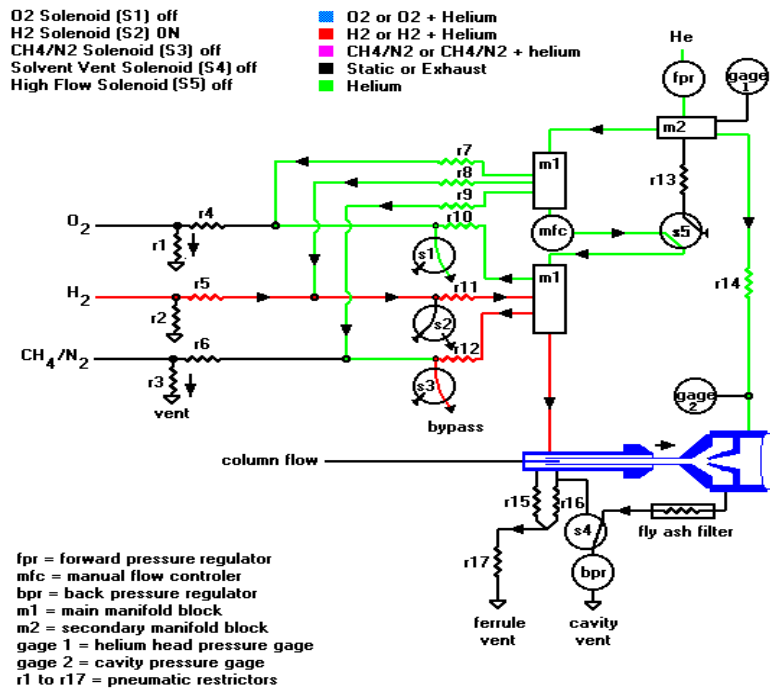 O2 Solenoid (S1) off
H2 Solenoid (S2) ON
CH4/N2 Solenoid (S3) off
Solvent Vent Solenoid (S4) off
High Flow Solenoid (S5) off
O2 or O2 + Helium
H2 or H2 + Helium
CH4/N2 or CH4/N2 + helium
Static or Exhaust
Helium
He
fpr
gage 1
m2
r7
m1
r8
r9
r13
r10
O2
r4
r1
mfc
s5
s1
m1
r14
H2
r5
r11
r2
s2
CH4/N2
r6
r12
r3
s3
vent
bypass
gage 2
column flow
r15
r16
s4
fly ash filter
r17
bpr
ferrule vent
cavity vent
fpr = forward pressure regulator
mfc = manual flow controler
bpr = back pressure regulator
m1 = main manifold block
m2 = secondary manifold block
gage 1 = helium head pressure gage
gage 2 = cavity pressure gage
r1 to r17 = pneumatic restrictors